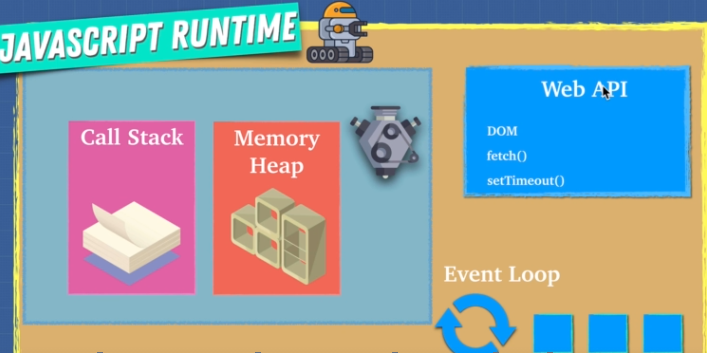 JAVASCRIPT RUNTIME
Call Stack
Memory
Heap
Web API
DOM
fetch()
setTimeout()
Event Loop